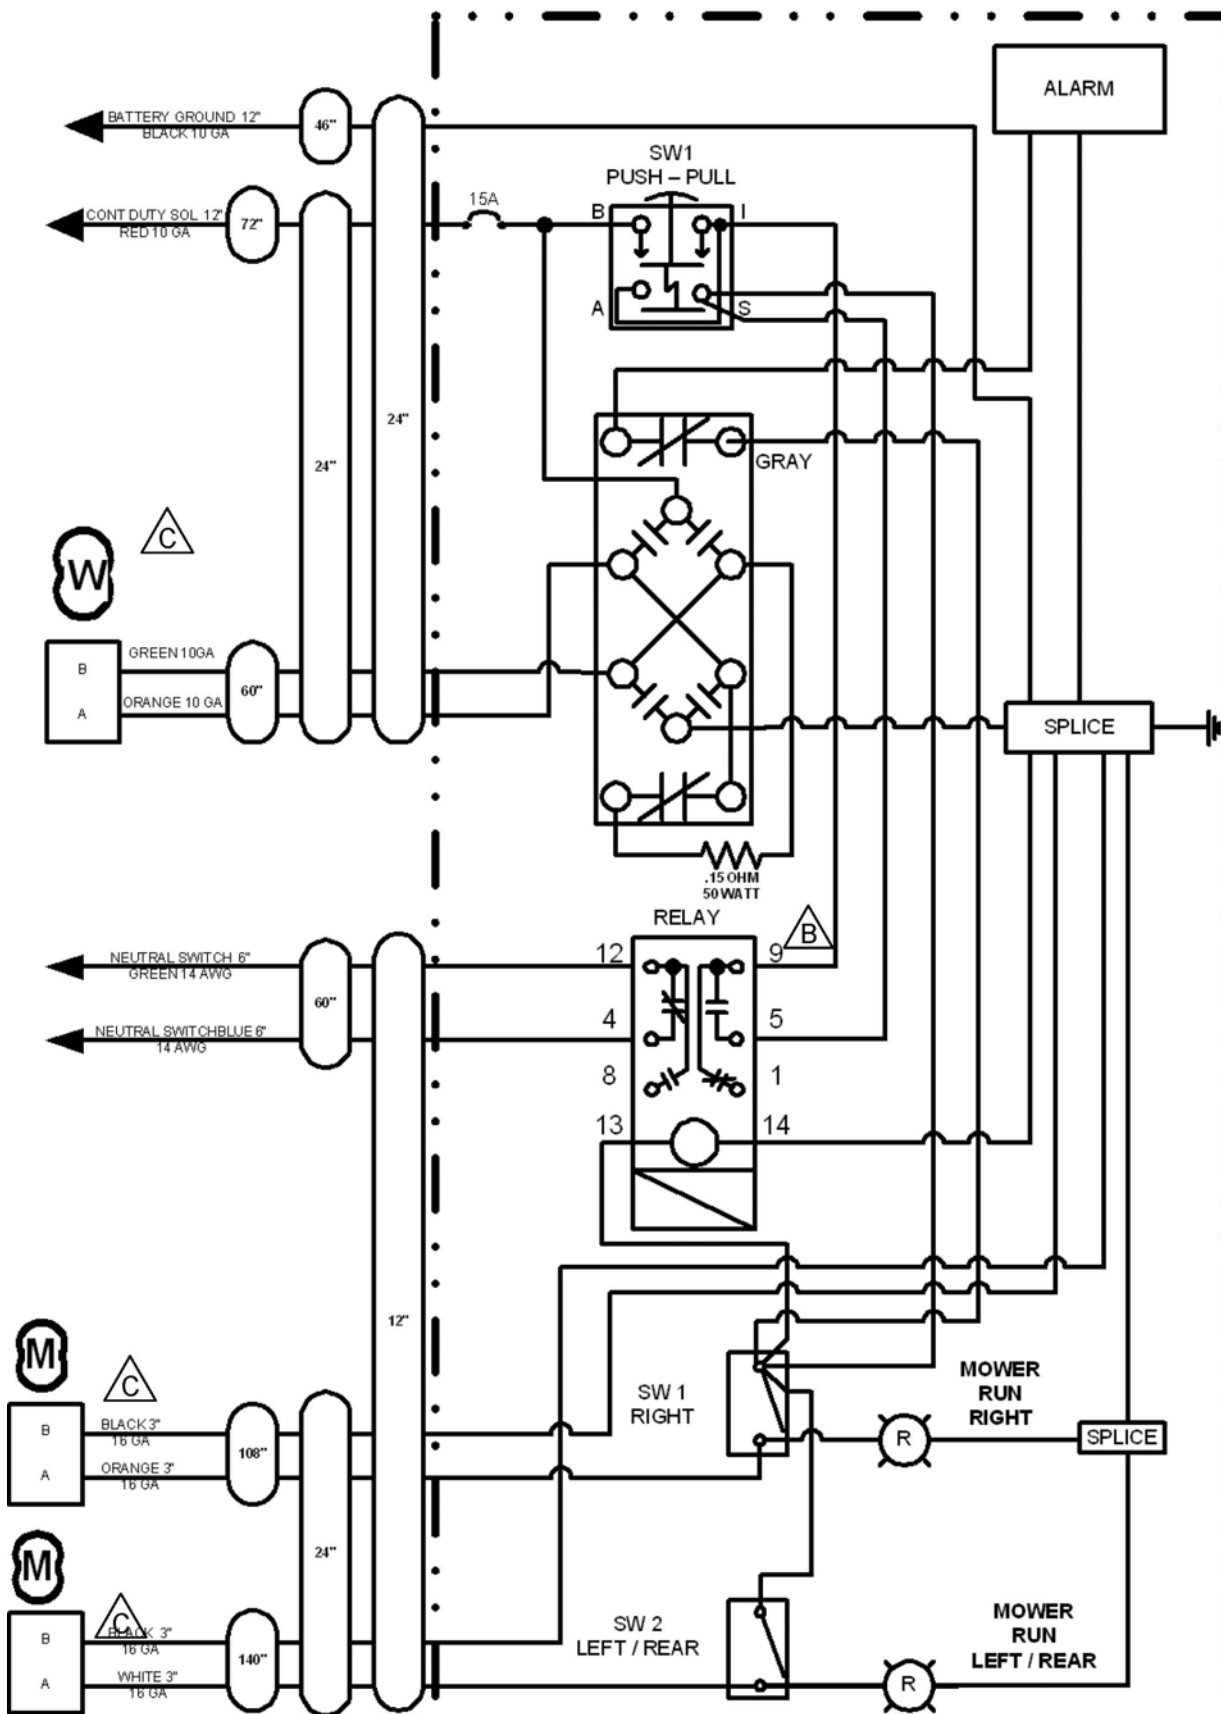 ALARM
BATTERY GROUND 12"
BLACK 10 GA
46"
SW1
PUSH – PULL
CONT DUTY SOL 12"
RED 10 GA
72"
15A
B
I
A
S
24"
24"
GRAY
C
W
B
GREEN 10GA
A
ORANGE 10 GA
60"
SPLICE
.15 OHM
50 WATT
RELAY
B
NEUTRAL SWITCH 6"
GREEN 14 AWG
12
9
60"
NEUTRAL SWITCHBLUE 6"
14 AWG
4
5
8
1
13
14
12"
M
C
SW 1
RIGHT
MOWER
RUN
RIGHT
B
BLACK 3"
16 GA
108"
R
SPLICE
A
ORANGE 3"
16 GA
M
24"
C
B
BLACK 3"
16 GA
140"
SW 2
LEFT / REAR
MOWER
RUN
LEFT / REAR
A
WHITE 3"
16 GA
R